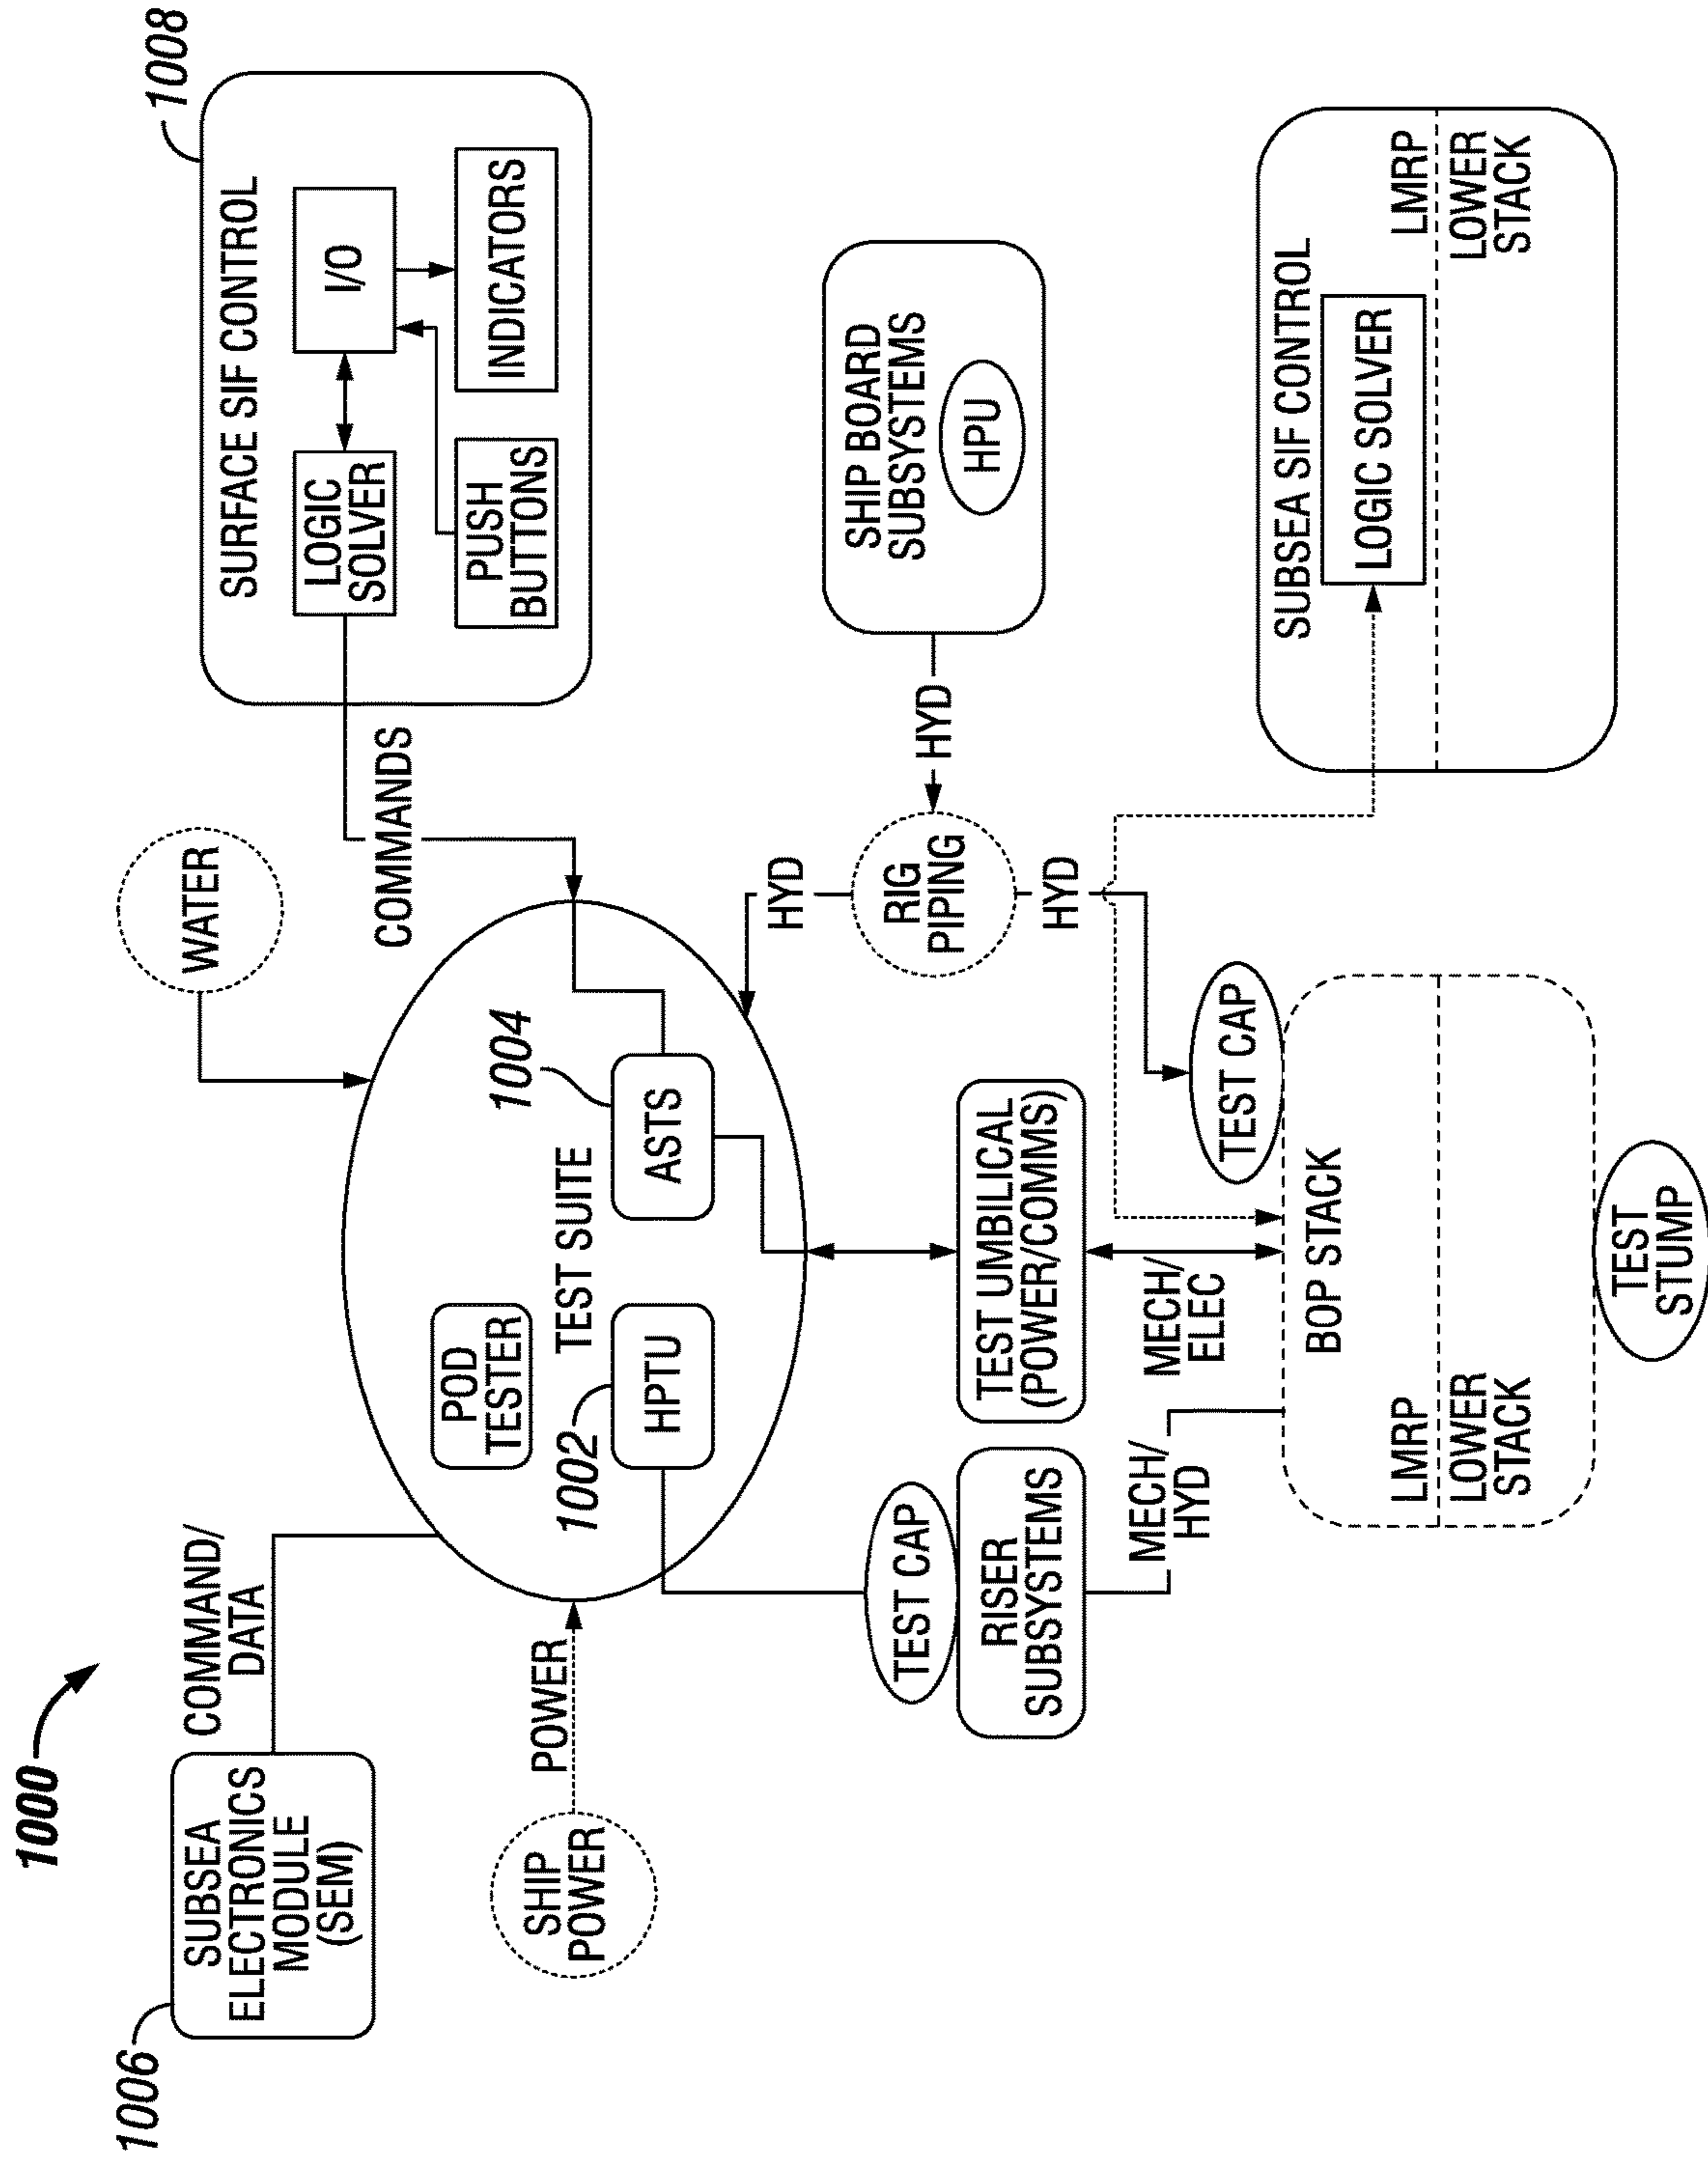 1000
1006
SUBSEA
ELECTRONICS
MODULE
(SEM)
COMMAND/
DATA
WATER
1008
SURFACE SIF CONTROL
LOGIC
SOLVER
I/O
PUSH
BUTTONS
INDICATORS
COMMANDS
SHIP
POWER
POWER
POD
TESTER
TEST SUITE
1002
HPTU
1004
ASTS
HYD
RIG
PIPING
HYD
SHIP BOARD
SUBSYSTEMS
HPU
HYD
TEST CAP
RISER
SUBSYSTEMS
TEST UMBILICAL
(POWER/COMMS)
MECH/
HYD
MECH/
ELEC
TEST CAP
BOP STACK
LMRP
LOWER
STACK
TEST
STUMP
SUBSEA SIF CONTROL
LOGIC SOLVER
LMRP
LOWER
STACK